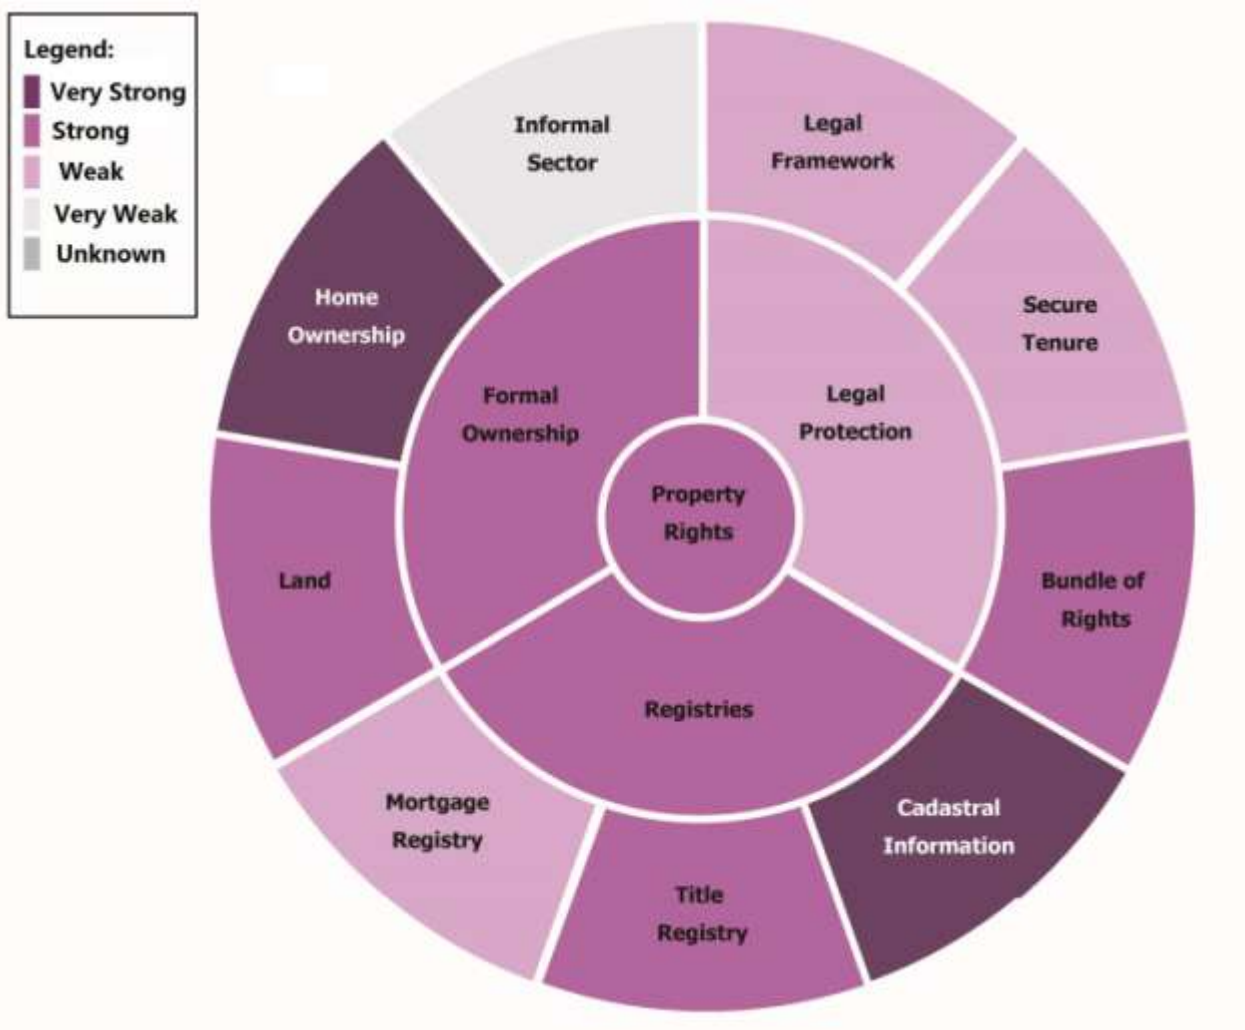 Legend:
Very Strong
Strong
Weak
Very Weak
Unknown
Informal
Sector
Legal
Framework
Home
Ownership
Secure
Tenure
Formal
Ownership
Legal
Protection
Property
Rights
Land
Bundle of
Rights
Registries
Mortgage
Registry
Cadastral
Information
Title
Registry